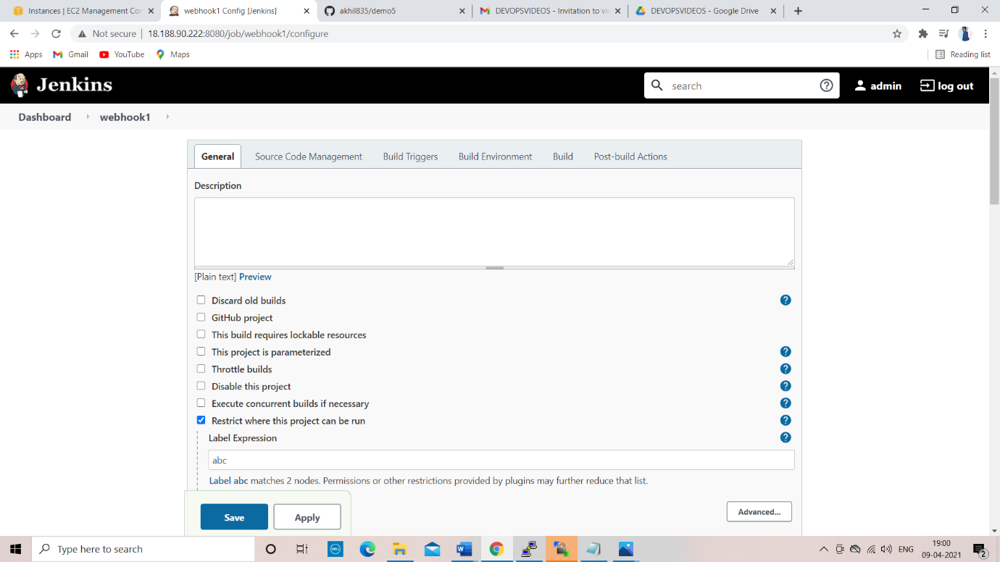 Instances | EC2 Management Con
webhook1 Config [Jenkins]
akhil835/demo5
DEVOPSVIDEOS - Invitation to vie
DEVOPSVIDEOS - Google Drive
Not secure
18.188.90.222:8080/job/webhook1/configure
Apps
Gmail
YouTube
Maps
Reading list
Jenkins
search
admin
log out
Dashboard
webhook1
General
Source Code Management
Build Triggers
Build Environment
Build
Post-build Actions
Description
[Plain text] Preview
Discard old builds
GitHub project
This build requires lockable resources
This project is parameterized
Throttle builds
Disable this project
Execute concurrent builds if necessary
Restrict where this project can be run
Label Expression
abc
Label abc matches 2 nodes. Permissions or other restrictions provided by plugins may further reduce that list.
Save
Apply
Advanced...
Type here to search
DELL
ENG
19:00
09-04-2021
2